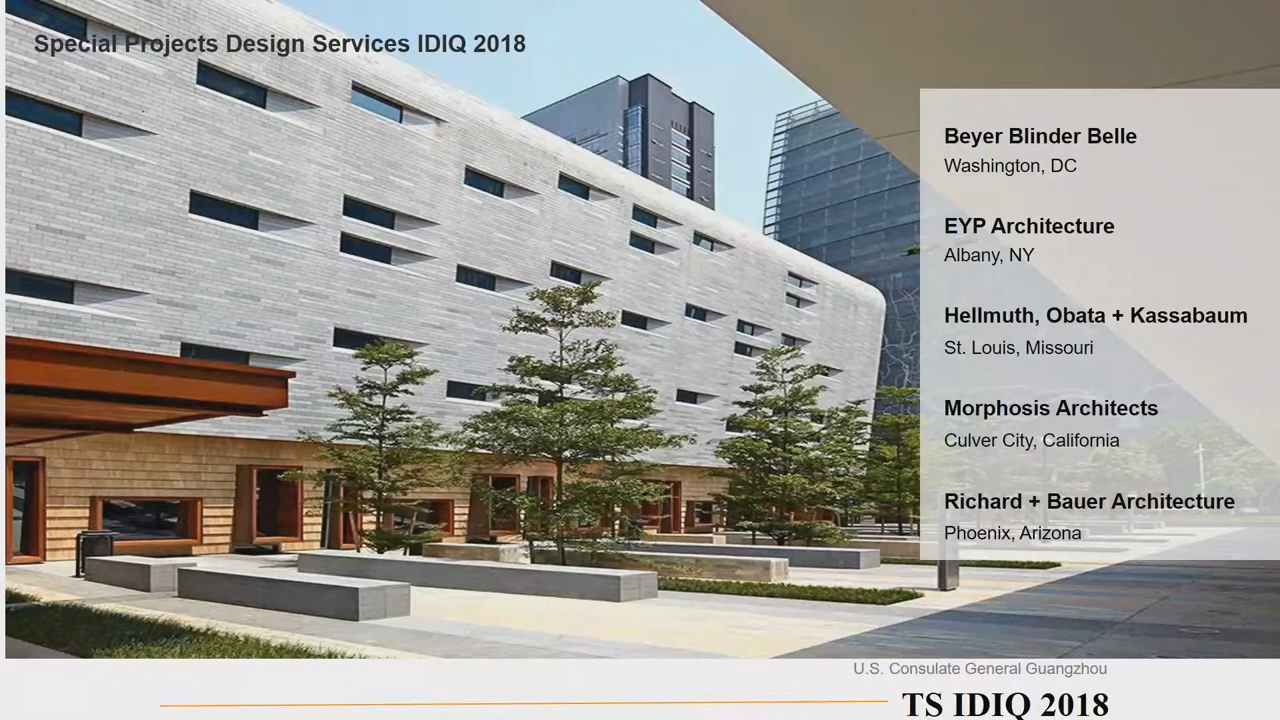 Special Projects Design Services IDIQ 2018
Beyer Blinder Belle
Washington, DC
EYP Architecture
Albany, NY
Hellmuth, Obata + Kassabaum
St. Louis, Missouri
Morphosis Architects
Culver City, California
Richard + Bauer Architecture
Phoenix, Arizona
U.S. Consulate General Guangzhou
TS IDIQ 2018